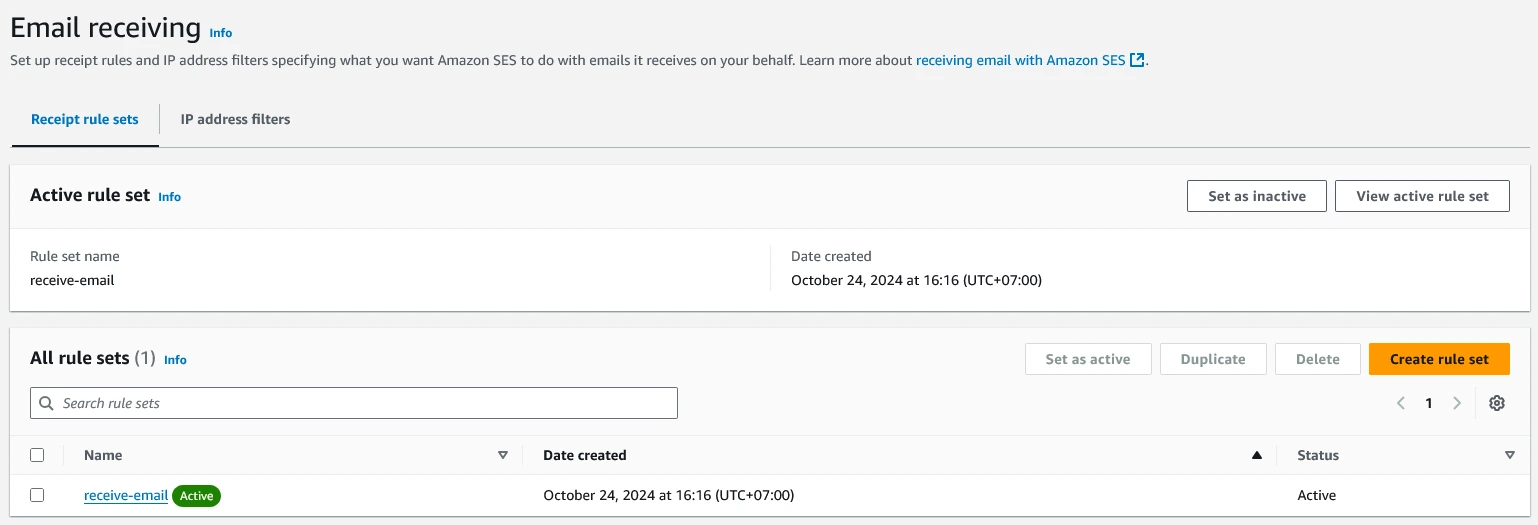 Email receiving Info
Set up receipt rules and IP address filters specifying what you want Amazon SES to do with emails it receives on your behalf. Learn more about receiving email with Amazon SES.
Receipt rule sets IP address filters
Active rule set Info Set as inactive View active rule set
Rule set name Date created
receive-email October 24, 2024 at 16:16 (UTC+07:00)
All rule sets (1) Info Set as active Duplicate Delete Create rule set
Search rule sets 1
Name Date created Status
receive-email Active October 24, 2024 at 16:16 (UTC+07:00) Active